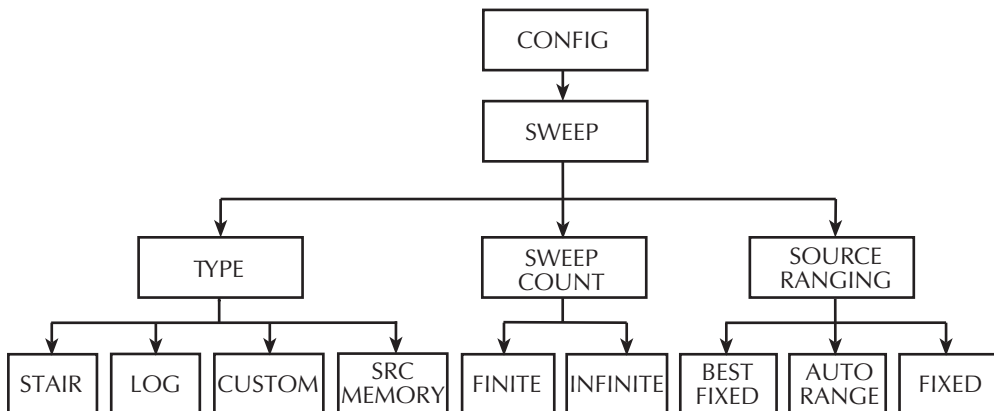 CONFIG
SWEEP
TYPE
SWEEP
COUNT
SOURCE
RANGING
STAIR
LOG
CUSTOM
SRC
MEMORY
FINITE
INFINITE
BEST
FIXED
AUTO
RANGE
FIXED